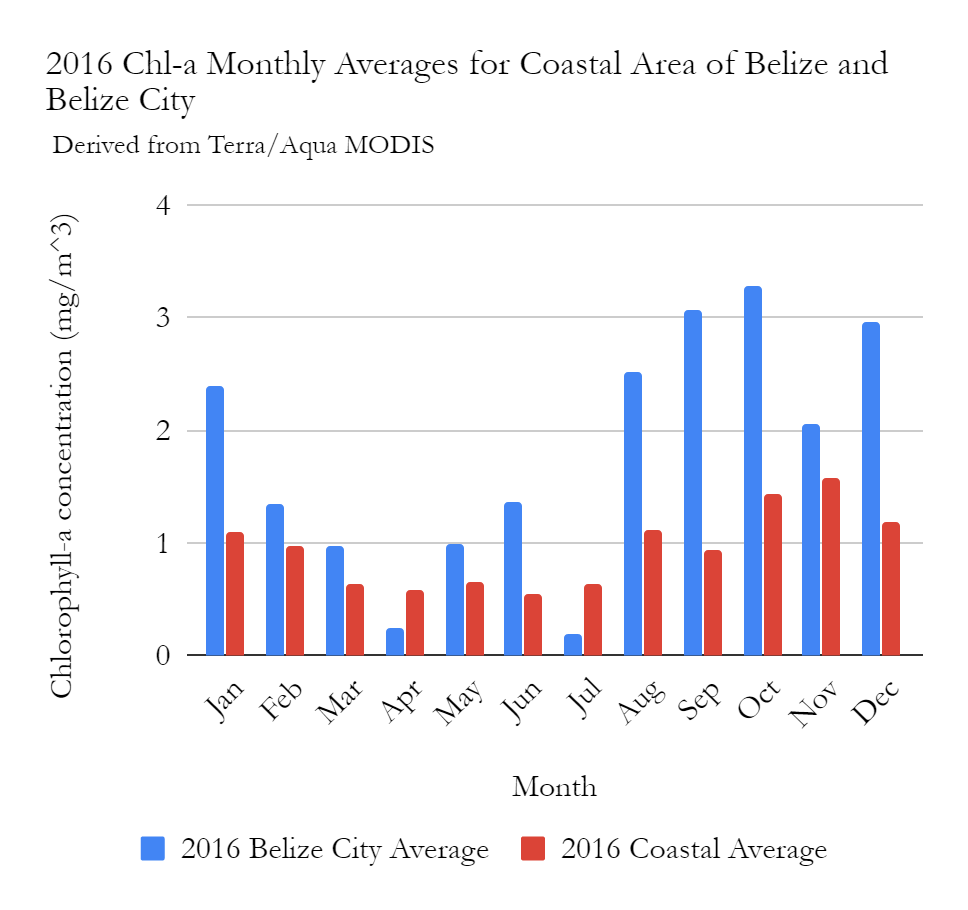 2016 Chl-a Monthly Averages for Coastal Area of Belize and
Belize City
Derived from Terra/Aqua MODIS
Chlorophyll-a concentration (mg/m^3)
4
3
2
1
0
Jan Feb Mar Apr May Jun Jul Aug Sep Oct Nov Dec
Month
2016 Belize City Average 2016 Coastal Average